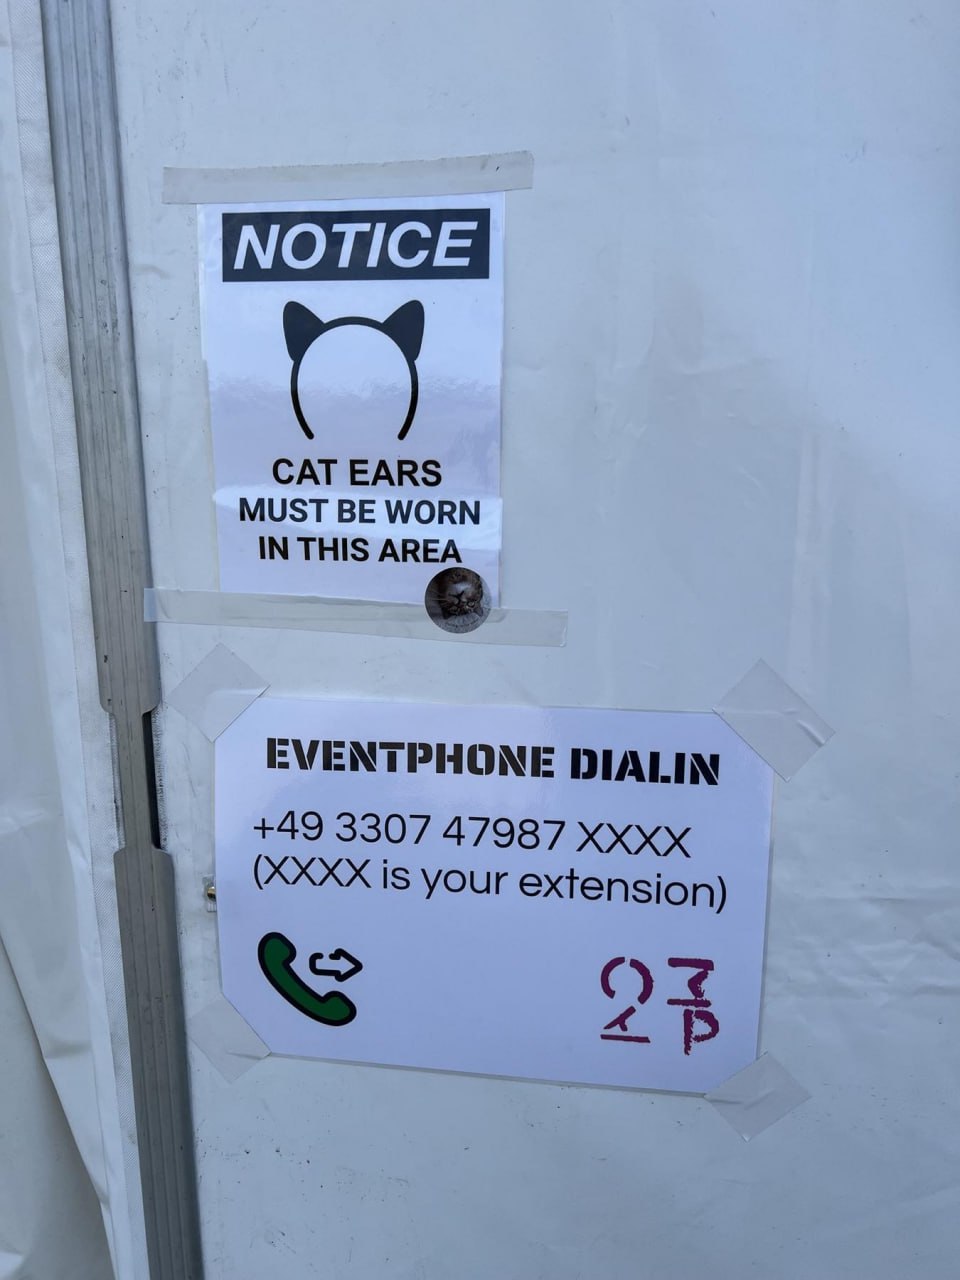 NOTICE
CAT EARS
MUST BE WORN
IN THIS AREA
EVENTPHONE DIALIN
+49 3307 47987 XXXX
(XXXX is your extension)